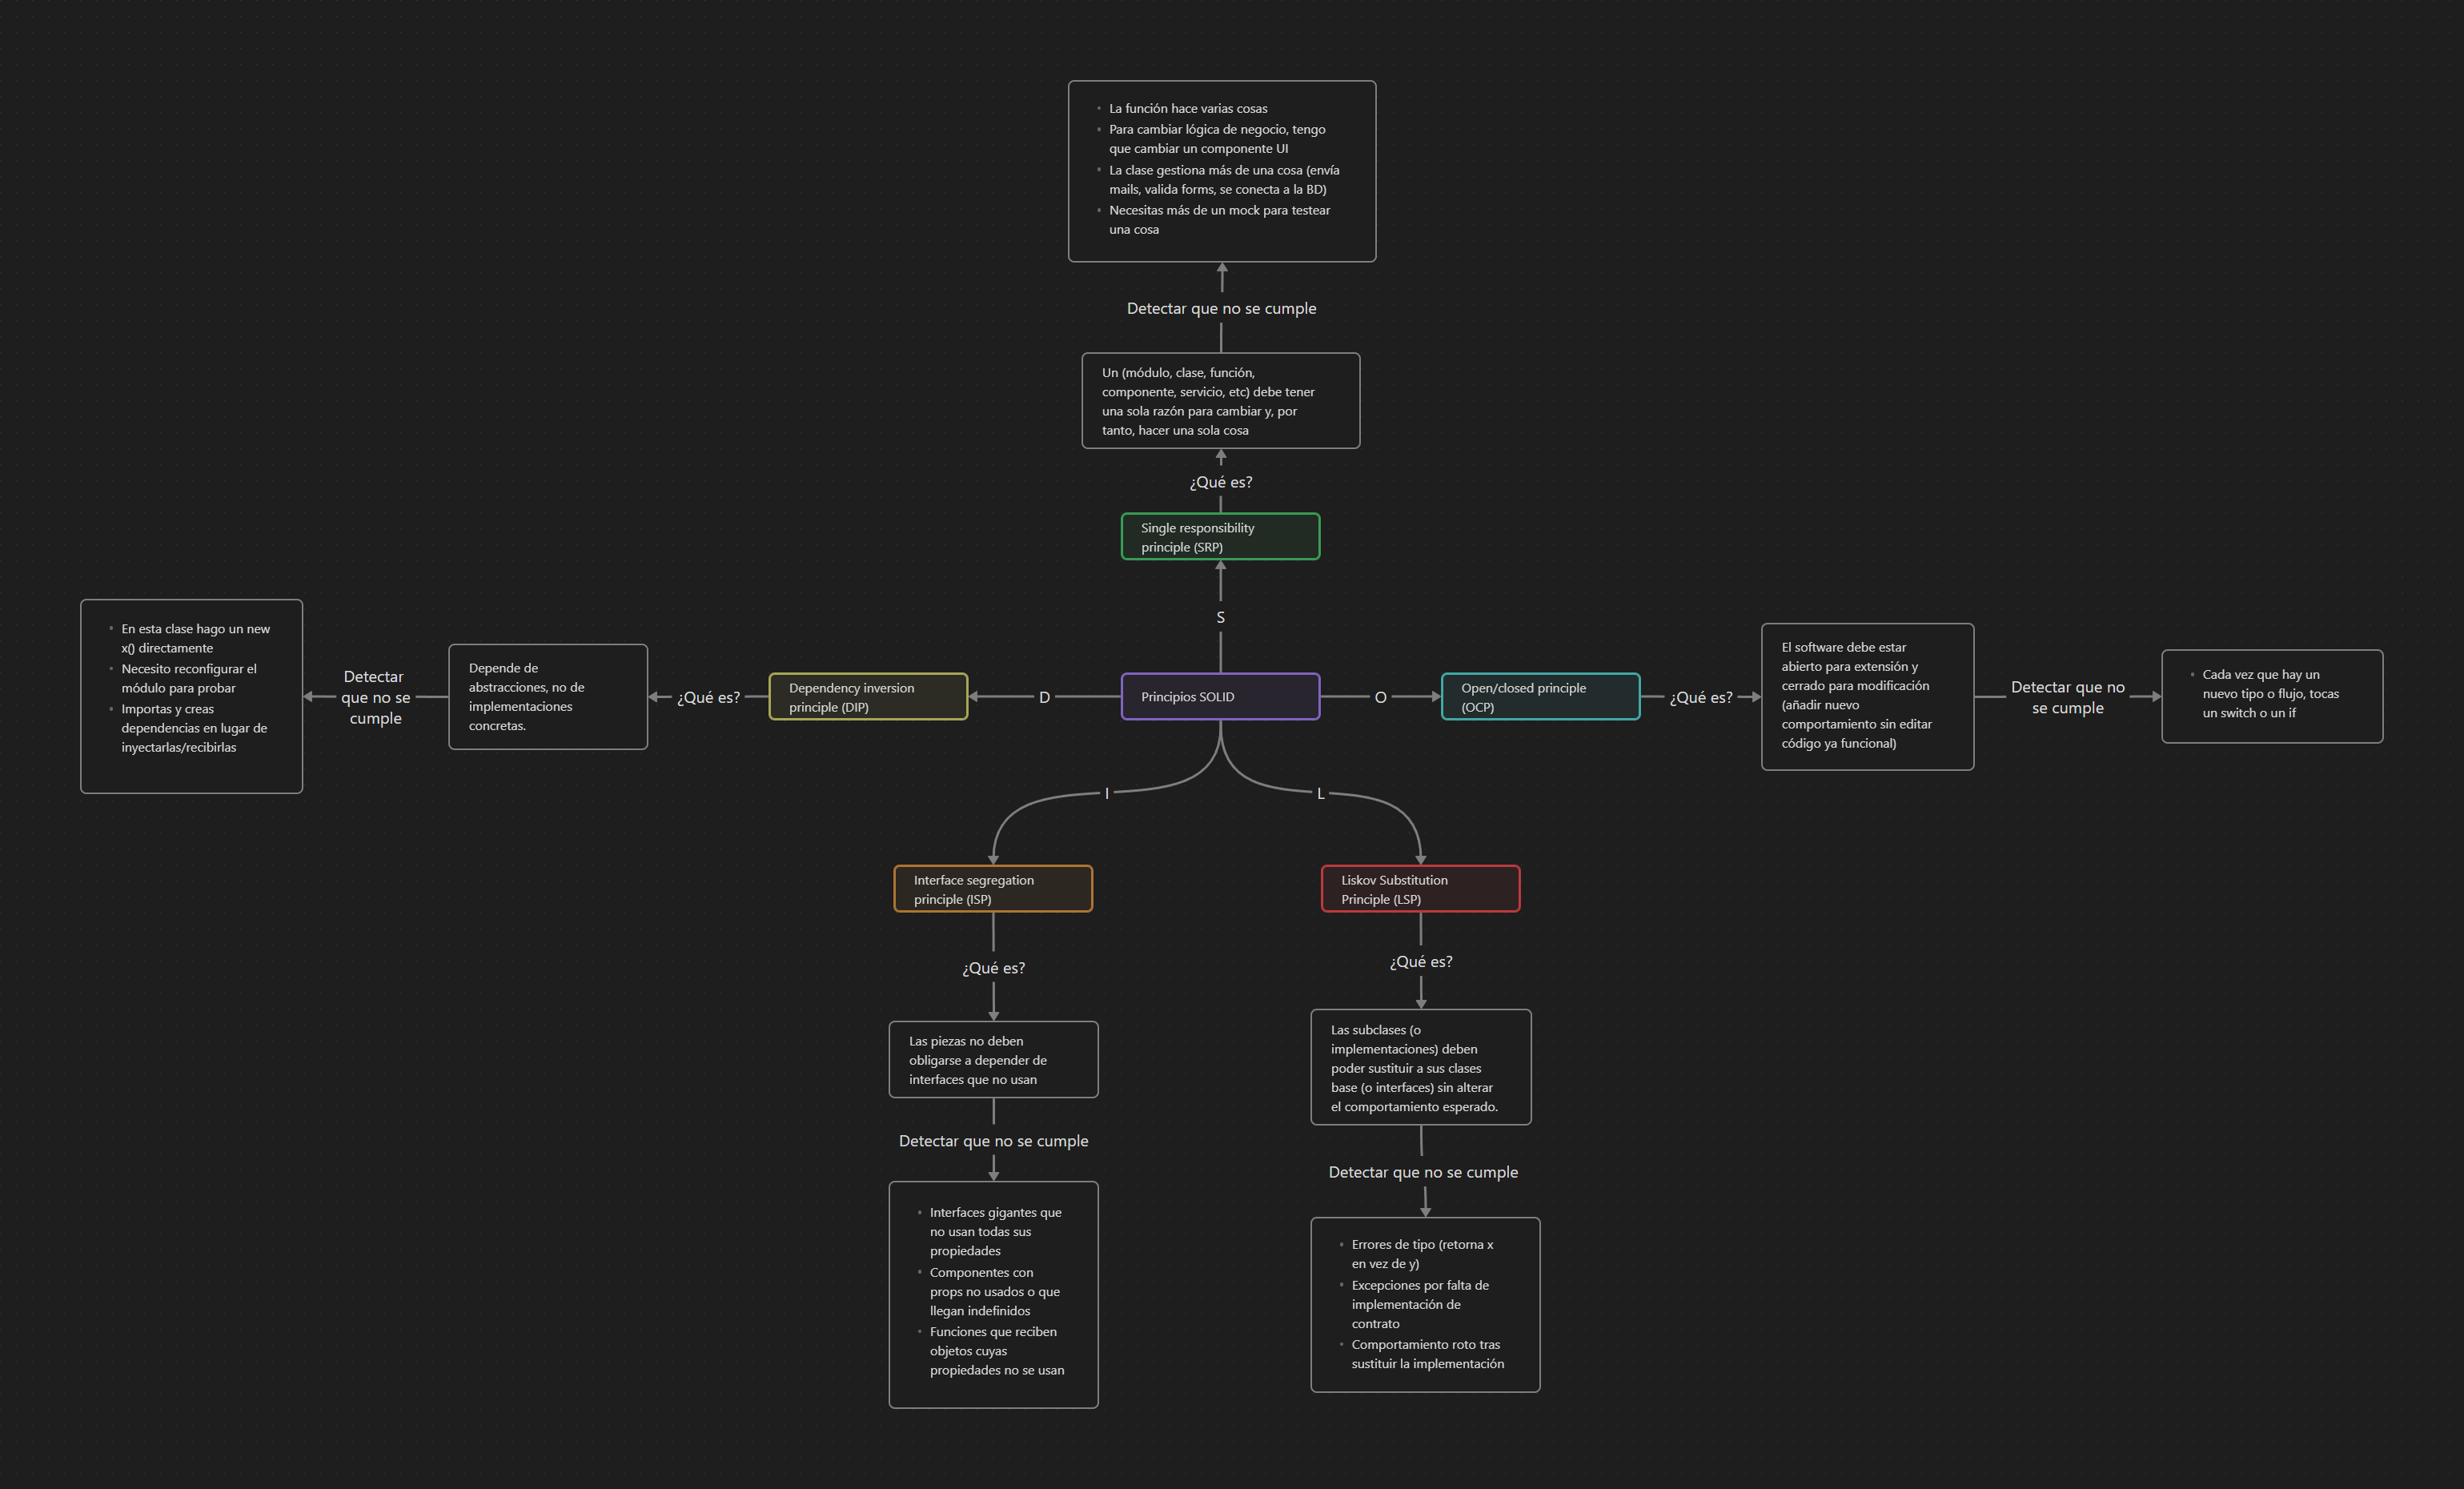 La función hace varias cosas
Para cambiar lógica de negocio, tengo
que cambiar un componente UI
La clase gestiona más de una cosa (envía
mails, valida forms, se conecta a la BD)
Necesitas más de un mock para testear
una cosa
Detectar que no se cumple
Un (módulo, clase, función,
componente, servicio, etc) debe tener
una sola razón para cambiar y, por
tanto, hacer una sola cosa
¿Qué es?
Single responsibility
principle (SRP)
S
En esta clase hago un new
x() directamente
Necesito reconfigurar el
módulo para probar
Importas y creas
dependencias en lugar de
inyectarlas/recibirlas
Detectar
que no se
cumple
Depende de
abstracciones, no de
implementaciones
concretas.
¿Qué es?
Dependency inversion
principle (DIP)
D
Principios SOLID
O
Open/closed principle
(OCP)
¿Qué es?
El software debe estar
abierto para extensión y
cerrado para modificación
(añadir nuevo
comportamiento sin editar
código ya funcional)
Detectar que no
se cumple
Cada vez que hay un
nuevo tipo o flujo, tocas
un switch o un if
I
L
Interface segregation
principle (ISP)
¿Qué es?
Las piezas no deben
obligarse a depender de
interfaces que no usan
Detectar que no se cumple
Interfaces gigantes que
no usan todas sus
propiedades
Componentes con
props no usados o que
llegan indefinidos
Funciones que reciben
objetos cuyas
propiedades no se usan
Liskov Substitution
Principle (LSP)
¿Qué es?
Las subclases (o
implementaciones) deben
poder sustituir a sus clases
base (o interfaces) sin alterar
el comportamiento esperado.
Detectar que no se cumple
Errores de tipo (retorna x
en vez de y)
Excepciones por falta de
implementación de
contrato
Comportamiento roto tras
sustituir la implementación